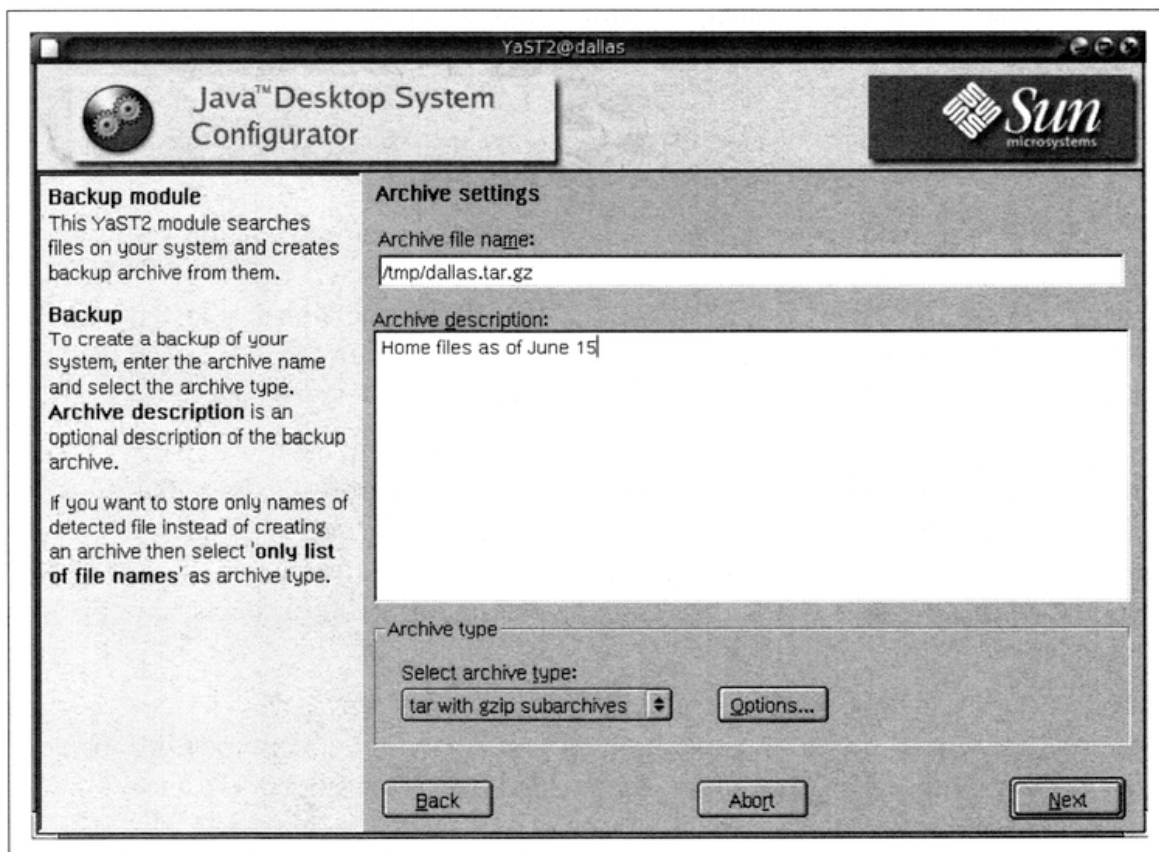 YaST2@dallas
Java™ Desktop System
Configurator
Sun
microsystems
Backup module
This YaST2 module searches
files on your system and creates
backup archive from them.
Backup
To create a backup of your
system, enter the archive name
and select the archive type.
Archive description is an
optional description of the backup
archive.
If you want to store only names of
detected file instead of creating
an archive then select 'only list
of file names' as archive type.
Archive settings
Archive file name:
/tmp/dallas.tar.gz
Archive description:
Home files as of June 15
Archive type
Select archive type:
tar with gzip subarchives
Options...
Back
Abort
Next